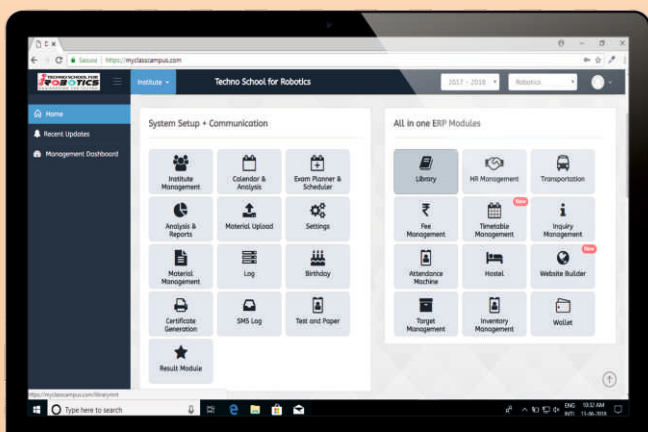 Secure | https://myclasscampus.com
TECHNO SCHOOL FOR
ROBOTICS
Institute
Techno School for Robotics
2017 - 2018
Robotics
Home
Recent Updates
Management Dashboard
System Setup + Communication
Institute
Management
Calendar &
Analysis
Exam Planner &
Scheduler
Analysis &
Reports
Material Upload
Settings
Material
Management
Log
Birthday
Certificate
Generation
SMS Log
Test and Paper
Result Module
All in one ERP Modules
Library
HR Management
Transportation
Fee
Management
New
Timetable
Management
Inquiry
Management
Attendance
Machine
Hostel
New
Website Builder
Target
Management
Inventory
Management
Wallet
https://myclasscampus.com/librarymnt
Type here to search
ENG
INTL
10:52 AM
11-06-2018